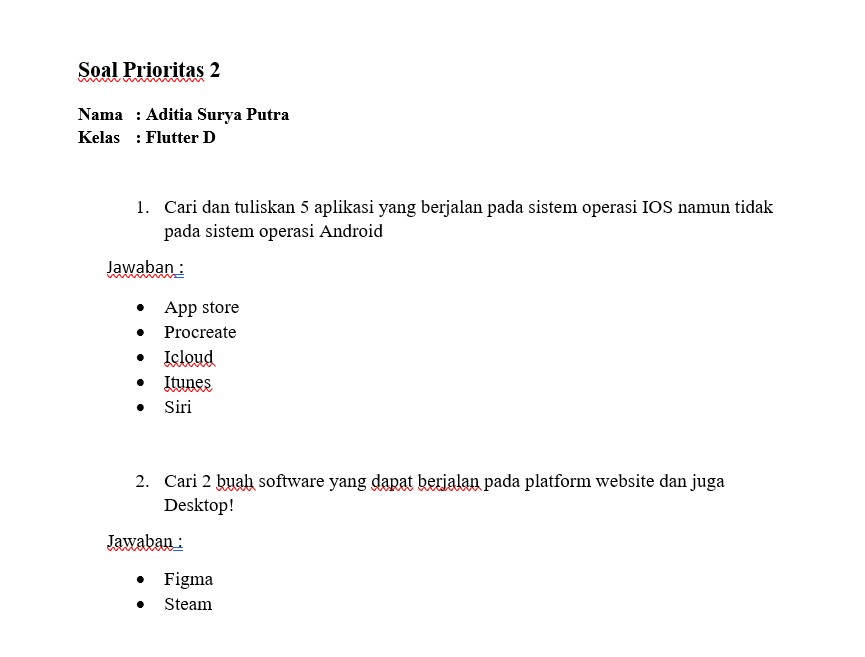 Soal Prioritas 2
Nama : Aditia Surya Putra
Kelas : Flutter D
1. Cari dan tuliskan 5 aplikasi yang berjalan pada sistem operasi IOS namun tidak
pada sistem operasi Android
Jawaban :
• App store
• Procreate
• Icloud
• Itunes
• Siri
2. Cari 2 buah software yang dapat berjalan pada platform website dan juga
Desktop!
Jawaban :
• Figma
• Steam